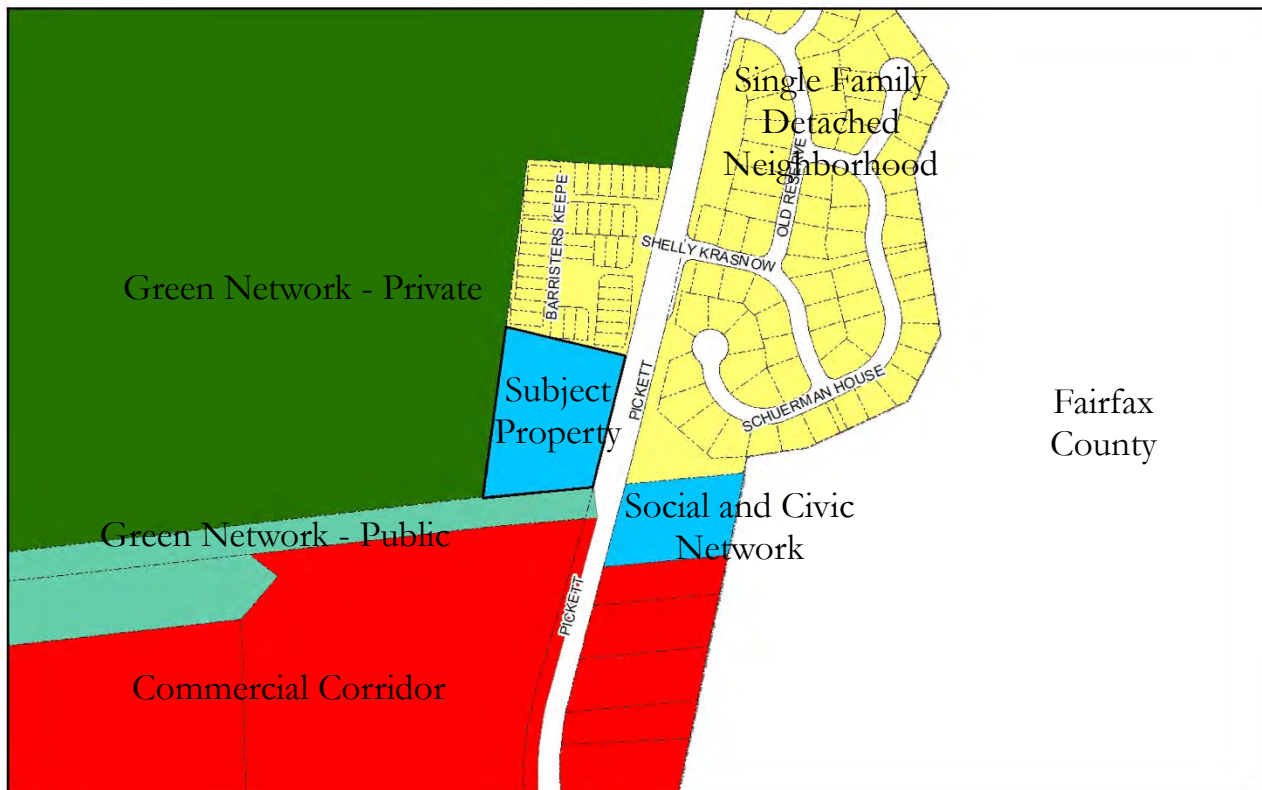 Single Family
Detached
Neighborhood
OLD RESERVE
BARRISTERS KEEPE
SHELLY KRASNOW
Green Network - Private
PICKETT
SCHUERMAN HOUSE
Subject
Property
Fairfax
County
Social and Civic
Network
Green Network - Public
PICKETT
Commercial Corridor